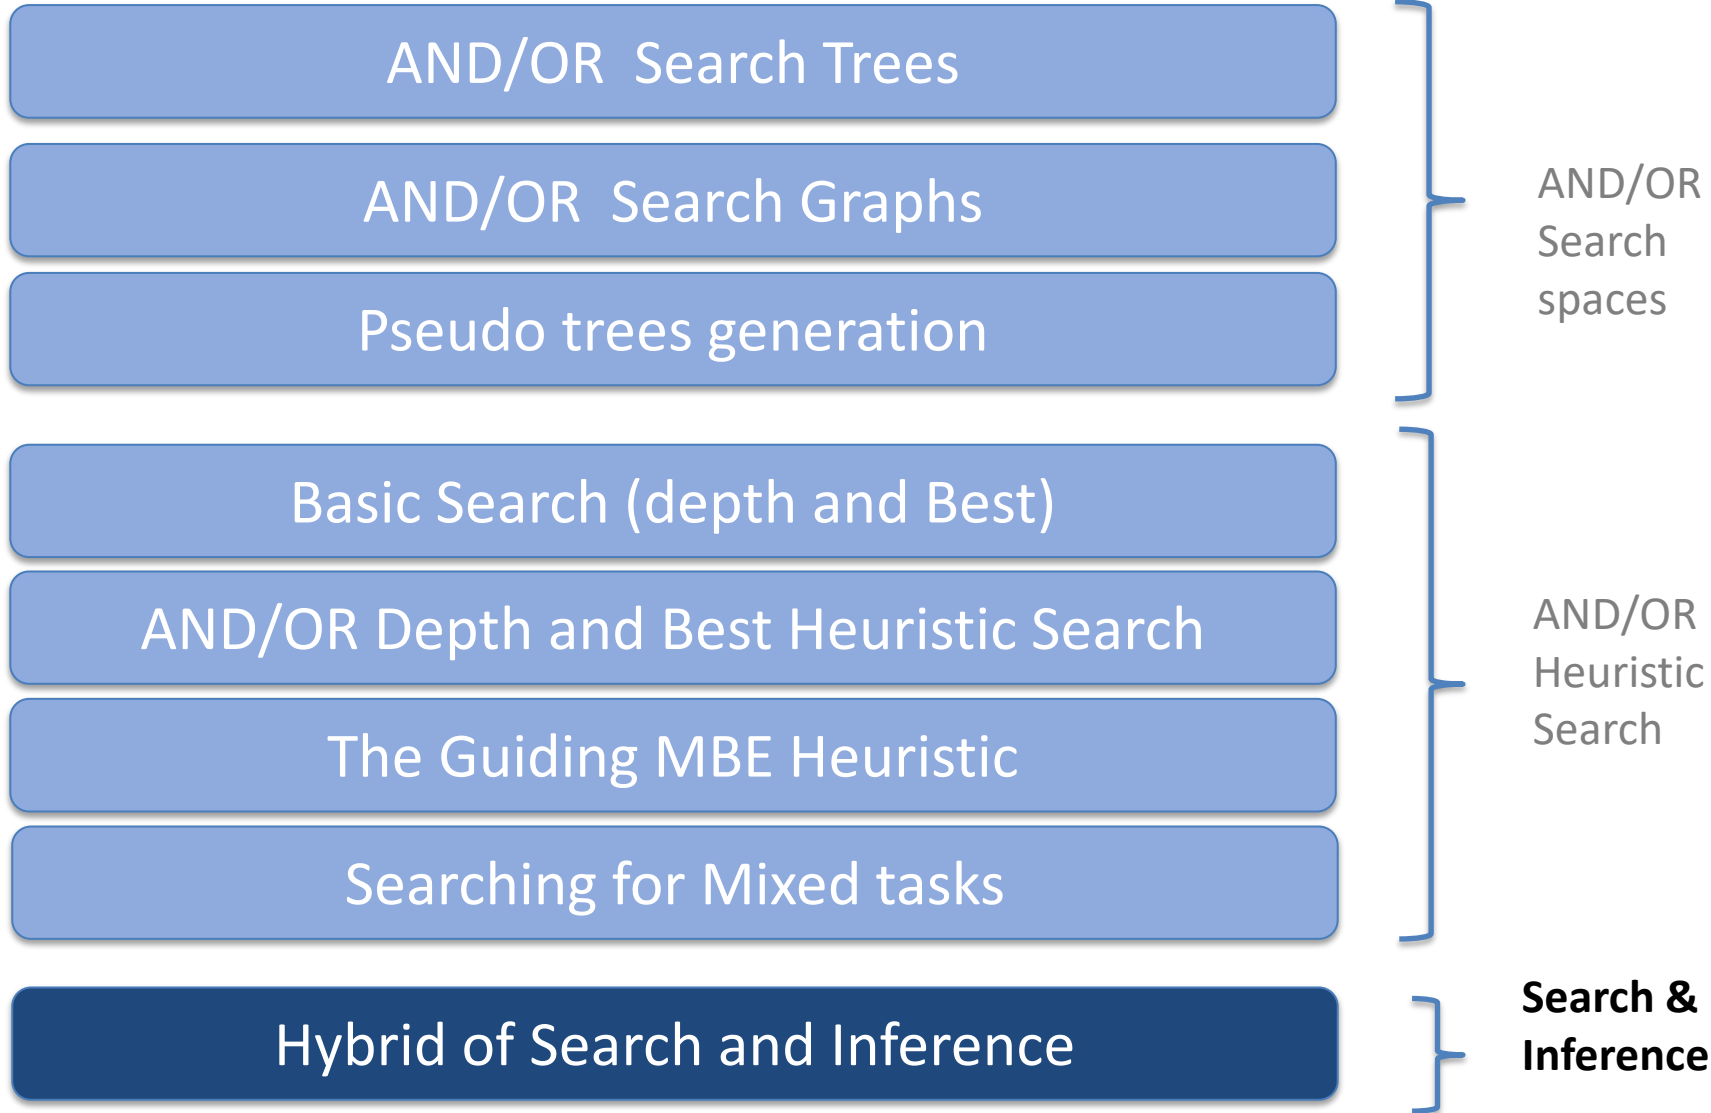 AND/OR  Search Trees
AND/OR  Search Graphs
Pseudo trees generation
AND/OR
Search
spaces
Basic Search (depth and Best)
AND/OR Depth and Best Heuristic Search
The Guiding MBE Heuristic
Searching for Mixed tasks
AND/OR
Heuristic
Search
Hybrid of Search and Inference
Search &
Inference